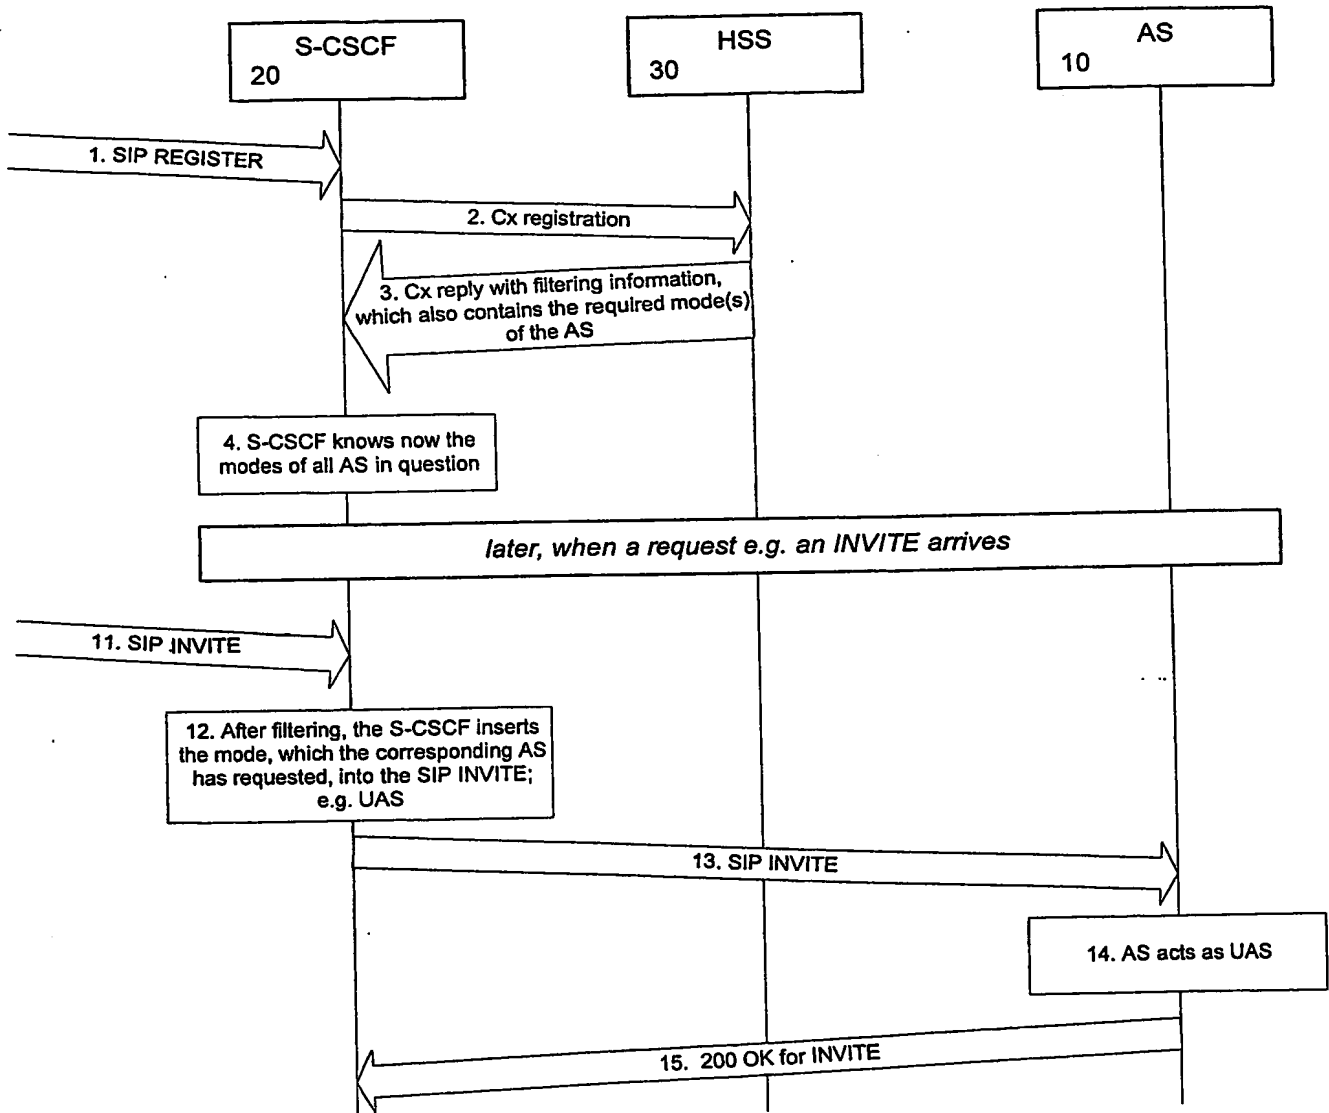 S-CSCF
20
HSS
30
AS
10
1. SIP REGISTER
2. Cx registration
3. Cx reply with filtering information,
which also contains the required mode(s)
of the AS
4. S-CSCF knows now the
modes of all AS in question
later, when a request e.g. an INVITE arrives
11. SIP INVITE
12. After filtering, the S-CSCF inserts
the mode, which the corresponding AS
has requested, into the SIP INVITE;
e.g. UAS
13. SIP INVITE
14. AS acts as UAS
15. 200 OK for INVITE